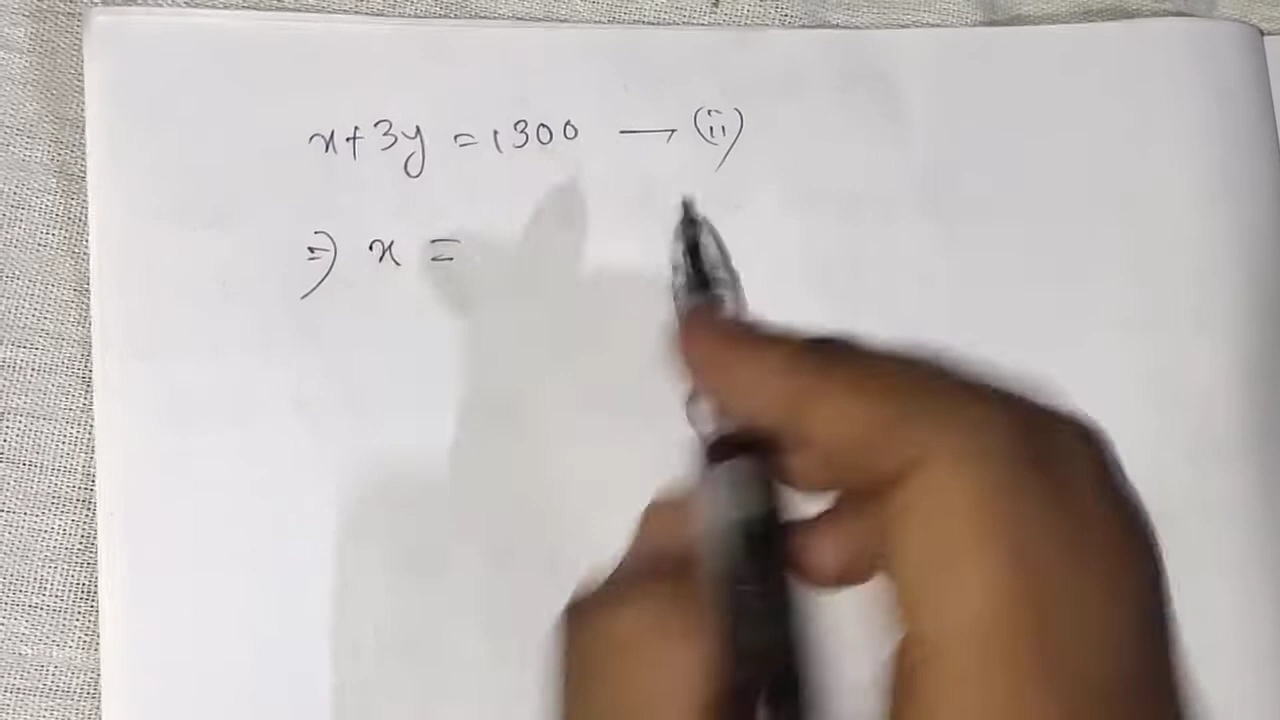 x+3y = 1300 → (ii)
⇒ x =